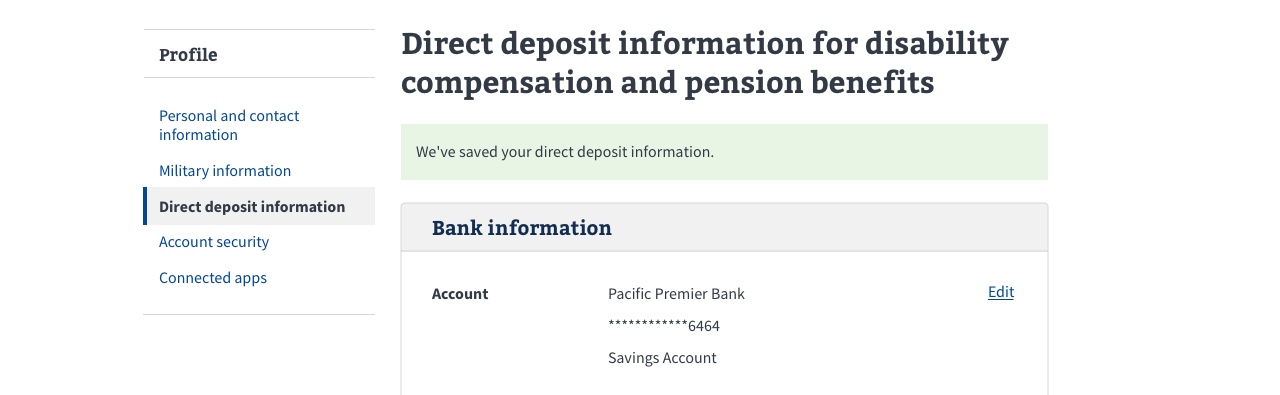 Profile
Personal and contact
information
Military information
Direct deposit information
Account security
Connected apps
Direct deposit information for disability
compensation and pension benefits
We've saved your direct deposit information.
Bank information
Account
Pacific Premier Bank
Edit
************6464
Savings Account